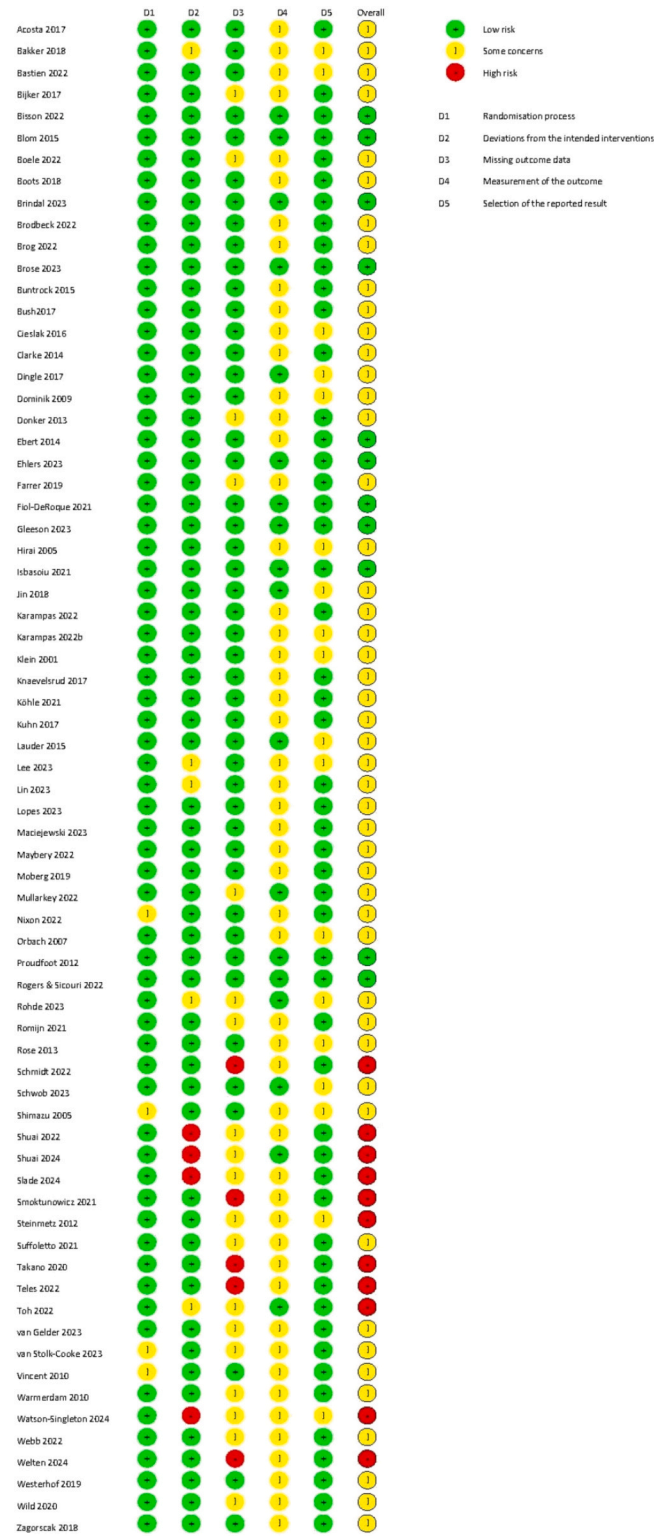 D1 D2 D3 D4 D5 Overall
Acosta 2017
Bakker 2018
Bastien 2022
Bijker 2017
Bisson 2022
Blom 2015
Boele 2022
Boots 2018
Brindal 2023
Brodbeck 2022
Brog 2022
Brose 2023
Buntrock 2015
Bush2017
Cieslak 2016
Clarke 2014
Dingle 2017
Dominik 2009
Donker 2013
Ebert 2014
Ehlers 2023
Farrer 2019
Fiol-DeRoque 2021
Gleeson 2023
Hirai 2005
Isbasoiu 2021
Jin 2018
Karampas 2022
Karampas 2022b
Klein 2001
Knaevelsrud 2017
Köhle 2021
Kuhn 2017
Lauder 2015
Lee 2023
Lin 2023
Lopes 2023
Maciejewski 2023
Maybery 2022
Moberg 2019
Mullarkey 2022
Nixon 2022
Orbach 2007
Proudfoot 2012
Rogers & Sicouri 2022
Rohde 2023
Romijn 2021
Rose 2013
Schmidt 2022
Schwob 2023
Shimazu 2005
Shuai 2022
Shuai 2024
Slade 2024
Smoktunowicz 2021
Steinmetz 2012
Suffoletto 2021
Takano 2020
Teles 2022
Toh 2022
van Gelder 2023
van Stolk-Cooke 2023
Vincent 2010
Warmerdam 2010
Watson-Singleton 2024
Webb 2022
Welten 2024
Westerhof 2019
Wild 2020
Zagorscak 2018
Low risk
Some concerns
High risk
D1 Randomisation process
D2 Deviations from the intended interventions
D3 Missing outcome data
D4 Measurement of the outcome
D5 Selection of the reported result